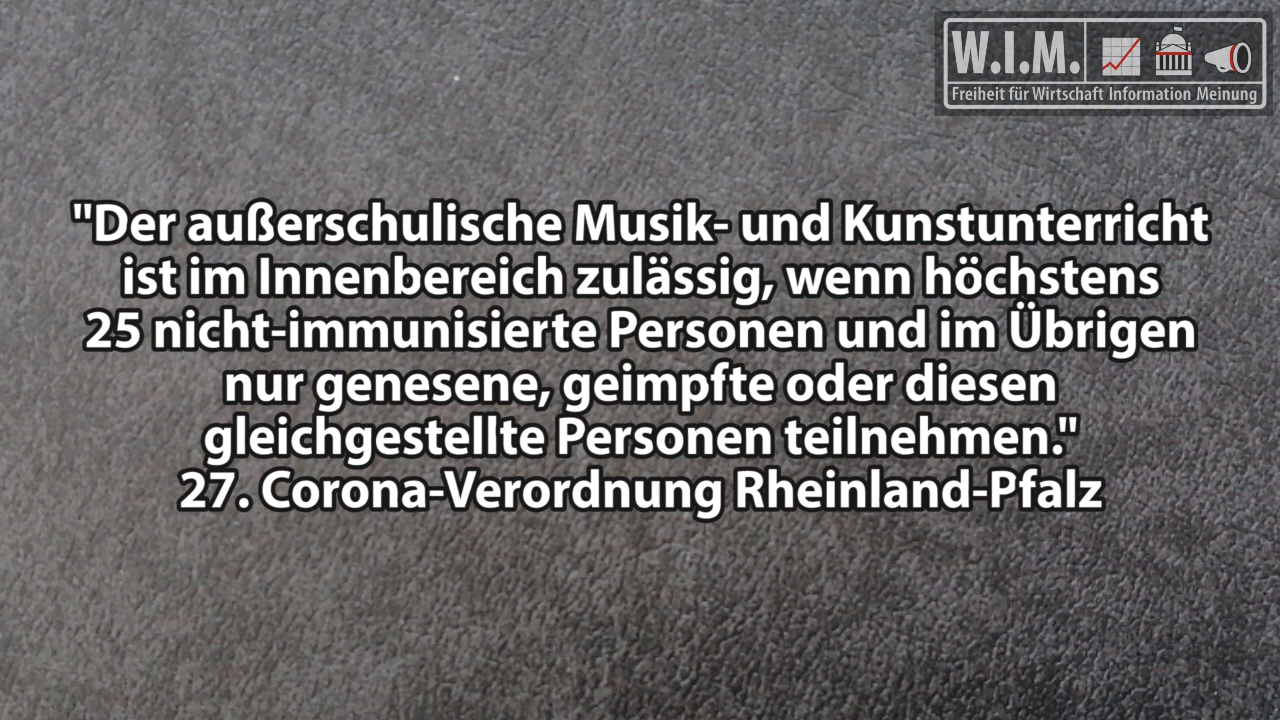 W.I.M.
Freiheit für Wirtschaft Information Meinung
"Der außerschulische Musik- und Kunstunterricht
ist im Innenbereich zulässig, wenn höchstens
25 nicht-immunisierte Personen und im Übrigen
nur genesene, geimpfte oder diesen
gleichgestellte Personen teilnehmen."
27. Corona-Verordnung Rheinland-Pfalz